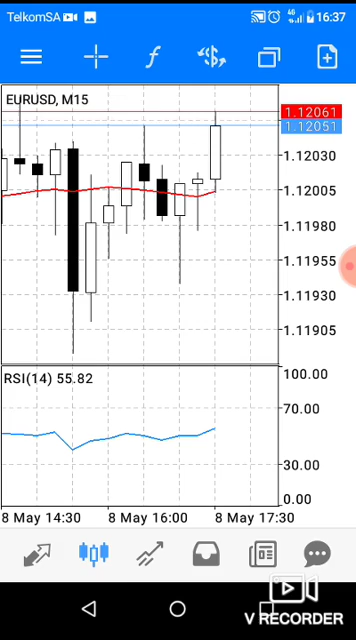 TelkomSA
4G
16:37
f
$
EURUSD, M15
1.12061
1.12051
1.12030
1.12005
1.11980
1.11955
1.11930
1.11905
RSI(14) 55.82
100.00
70.00
30.00
0.00
8 May 14:30
8 May 16:00
8 May 17:30
V RECORDER